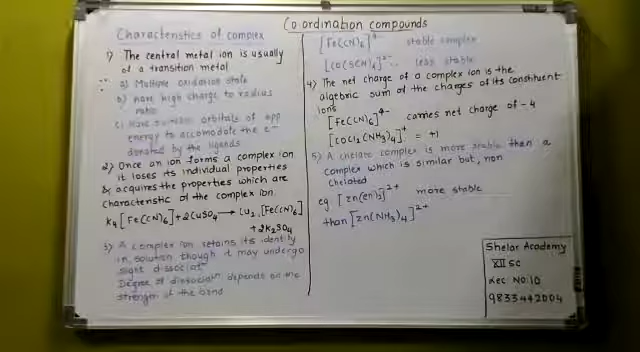 Co ordination compounds
Characteristics of complex
1) The central metal ion is usually
of a transition metal
∵ a) Multiple oxidation state
b) have high charge to radius
ratio
c) Have vacant orbitals of app
energy to accomodate the e-
donated by the ligands
2) Once an ion forms a complex ion
it loses its individual properties
& acquires the properties which are
characteristic of the complex ion.
K4[Fe(CN)6]+2CuSO4→Cu2[Fe(CN)6]
+2K2SO4
3) A complex ion retains its identity
in solution though it may undergo
slight dissociatn
Degree of dissociatn depends on the
strength of the bond
[Fe(CN)6]4- stable complex
[Co(SCN)4]2- less stable
4) The net charge of a complex ion is the
algebric sum of the charges of its constituent
ions
[Fe(CN)6]4- carries net charge of -4
[COCl2(NH3)4]+ = +1
5) A chelate complex is more stable than a
complex which is similar but, non
chelated
eg. [Zn(en)2]2+ more stable
than [Zn(NH3)4]2+
Shelar Academy
XII SC
Rec NO:10
9833442004